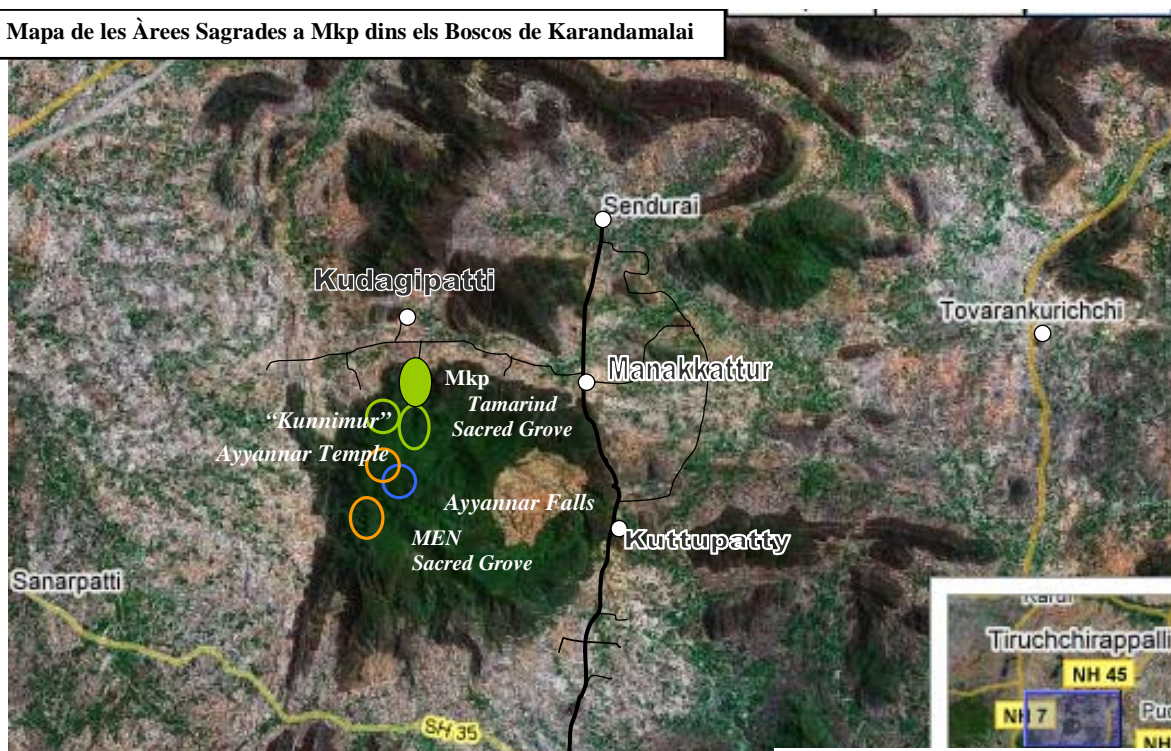 Mapa de les Àrees Sagrades a Mkp dins els Boscos de Karandamalai
Sendurai
Kudagipatti
Tovarankurichchi
Manakkattur
Mkp
Tamarind
Sacred Grove
“Kunnimur”
Ayyannar Temple
Ayyannar Falls
MEN
Sacred Grove
Kuttupatty
Sanarpatti
SH 35
Tiruchchirappalli
NH 45
NH 7